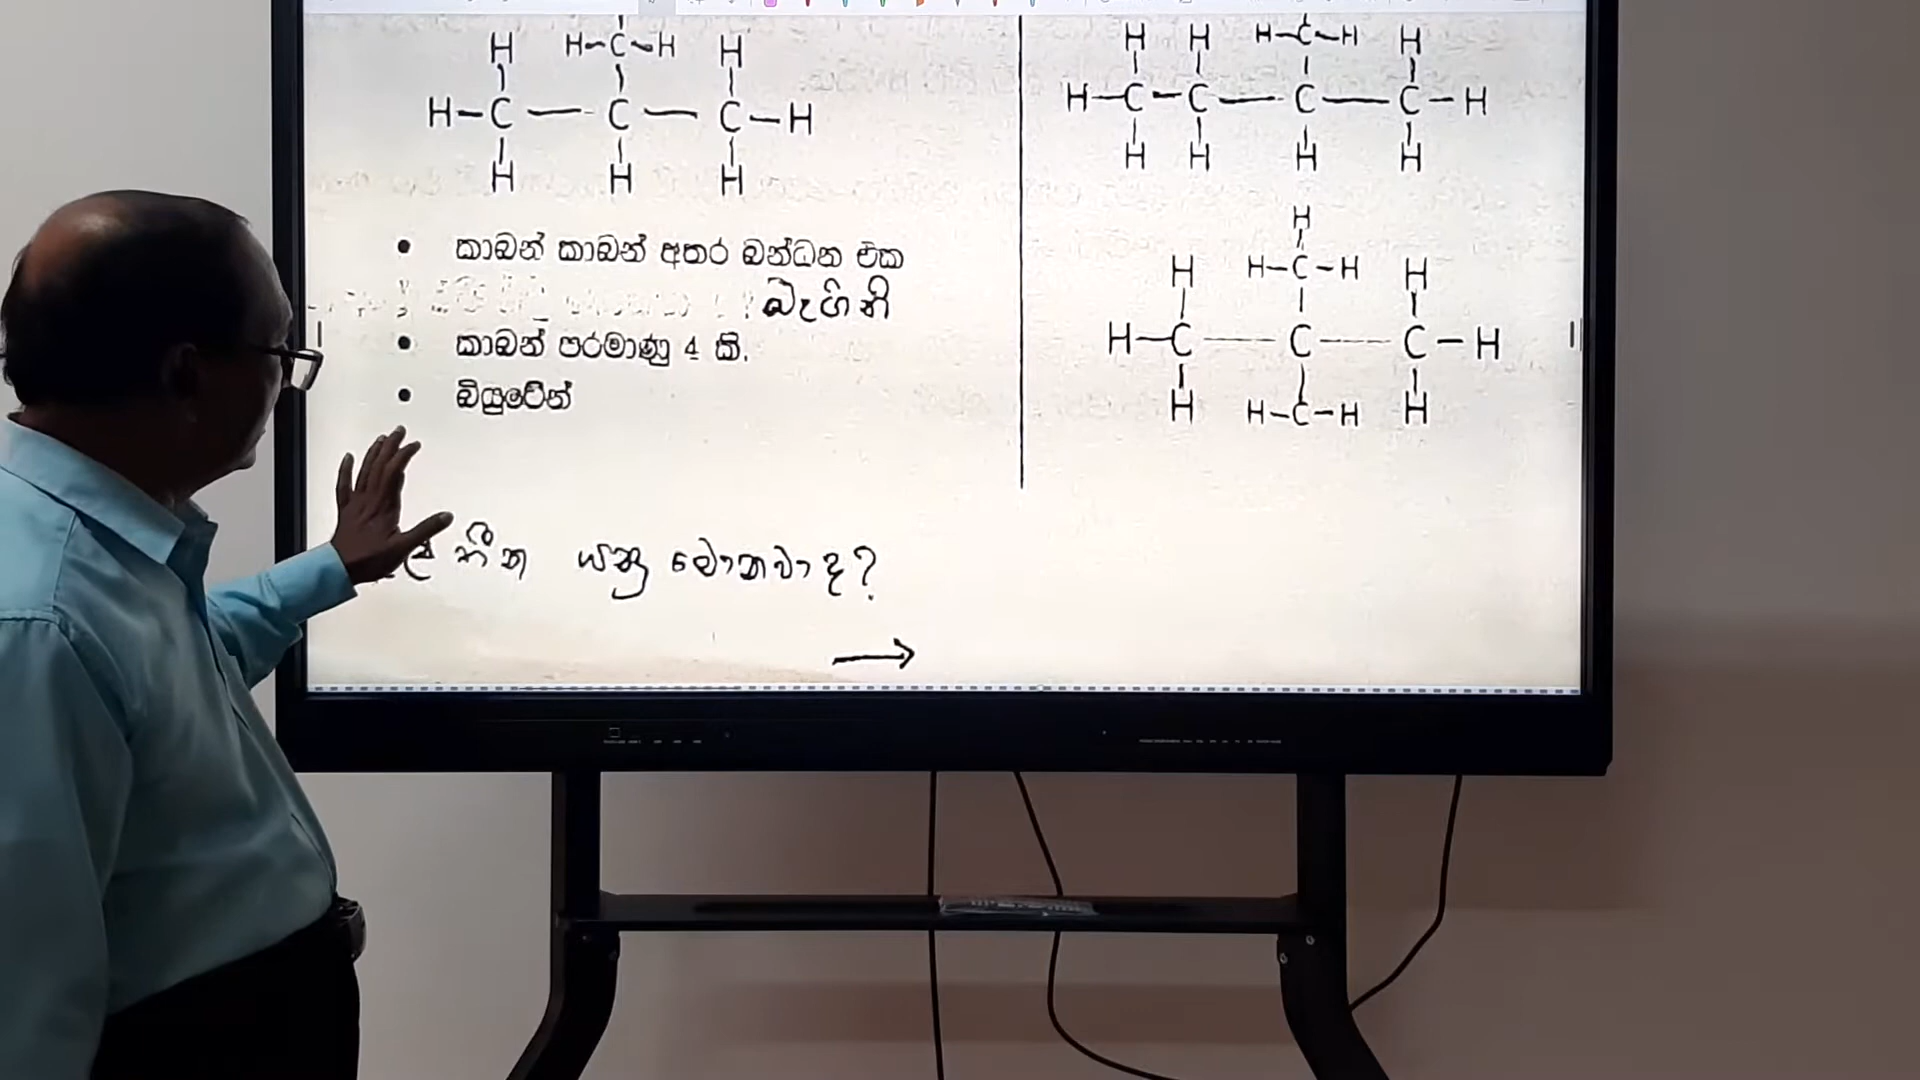 H H–C–H H
H–C—C—C–H
H H H
• කාබන් කාබන් අතර බන්ධන එක
බැගිනි
• කාබන් පරමාණු 4 කි.
• බියුටේන්
යනු මොනවාද?
→
H H H–C–H H
H–C–C—C—C–H
H H H H
H
H H–C–H H
H–C—C—C–H
H H–C–H H